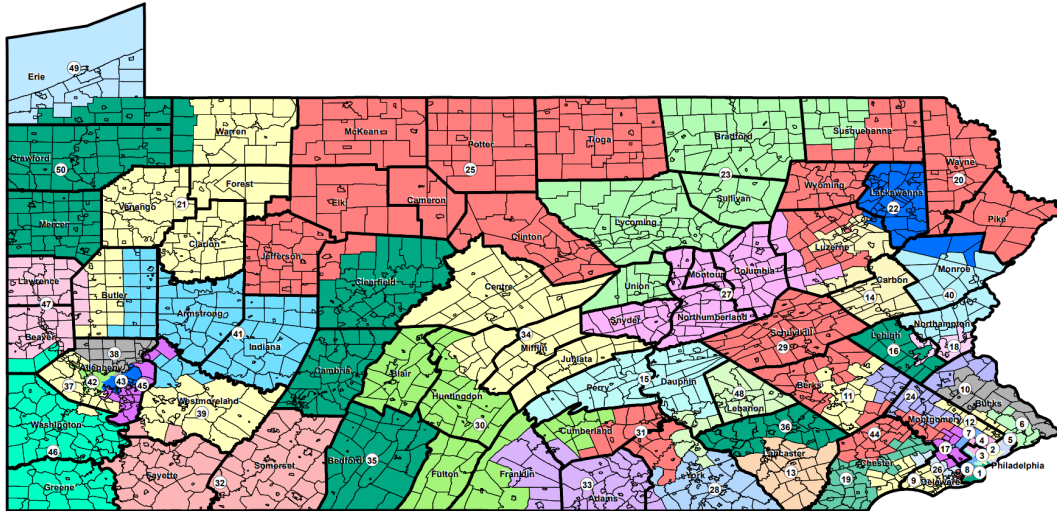 49
Erie
Warren
McKean
Potter
Tioga
Bradford
Susquehanna
Wayne
Crawford
50
25
23
20
Wyoming
Lackawanna
22
Forest
Venango
21
Elk
Cameron
Sullivan
Mercer
Lycoming
Pike
Clarion
Clinton
Luzerne
Jefferson
Montour
Columbia
Monroe
Lawrence
Butler
Clearfield
Centre
Union
27
Carbon
14
40
47
Armstrong
Snyder
Northumberland
Northampton
Beaver
41
Indiana
34
Mifflin
Schuylkill
29
Lehigh
18
38
Allegheny
Juniata
16
37
42
43
45
Cambria
Blair
Perry
15
Dauphin
48
Berks
11
24
10
Bucks
Westmoreland
39
Huntingdon
Lebanon
Washington
30
Cumberland
31
36
44
Montgomery
12
6
7
4
5
46
Bedford
35
Lancaster
13
Chester
17
2
3
Philadelphia
Greene
Fayette
32
Somerset
Fulton
Franklin
33
Adams
York
28
19
26
9
Delaware
8
1